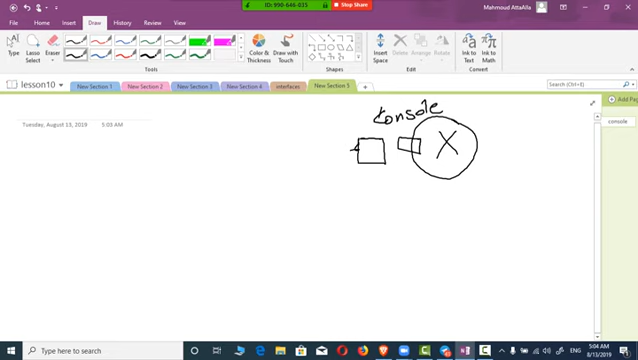 ID: 990-646-035
Stop Share
Mahmoud AttaAlla
File
Home
Insert
Draw
History
Review
View
Type
Lasso Select
Eraser
Color & Thickness
Draw with Touch
Shapes
Insert Space
Delete
Arrange
Rotate
Ink to Text
Ink to Math
Tools
Shapes
Edit
Convert
lesson10
New Section 1
New Section 2
New Section 3
New Section 4
interfaces
New Section 5
Search (Ctrl+E)
Add Pag
console
Tuesday, August 13, 2019
5:03 AM
Console
X
Type here to search
ENG
5:04 AM
8/13/2019